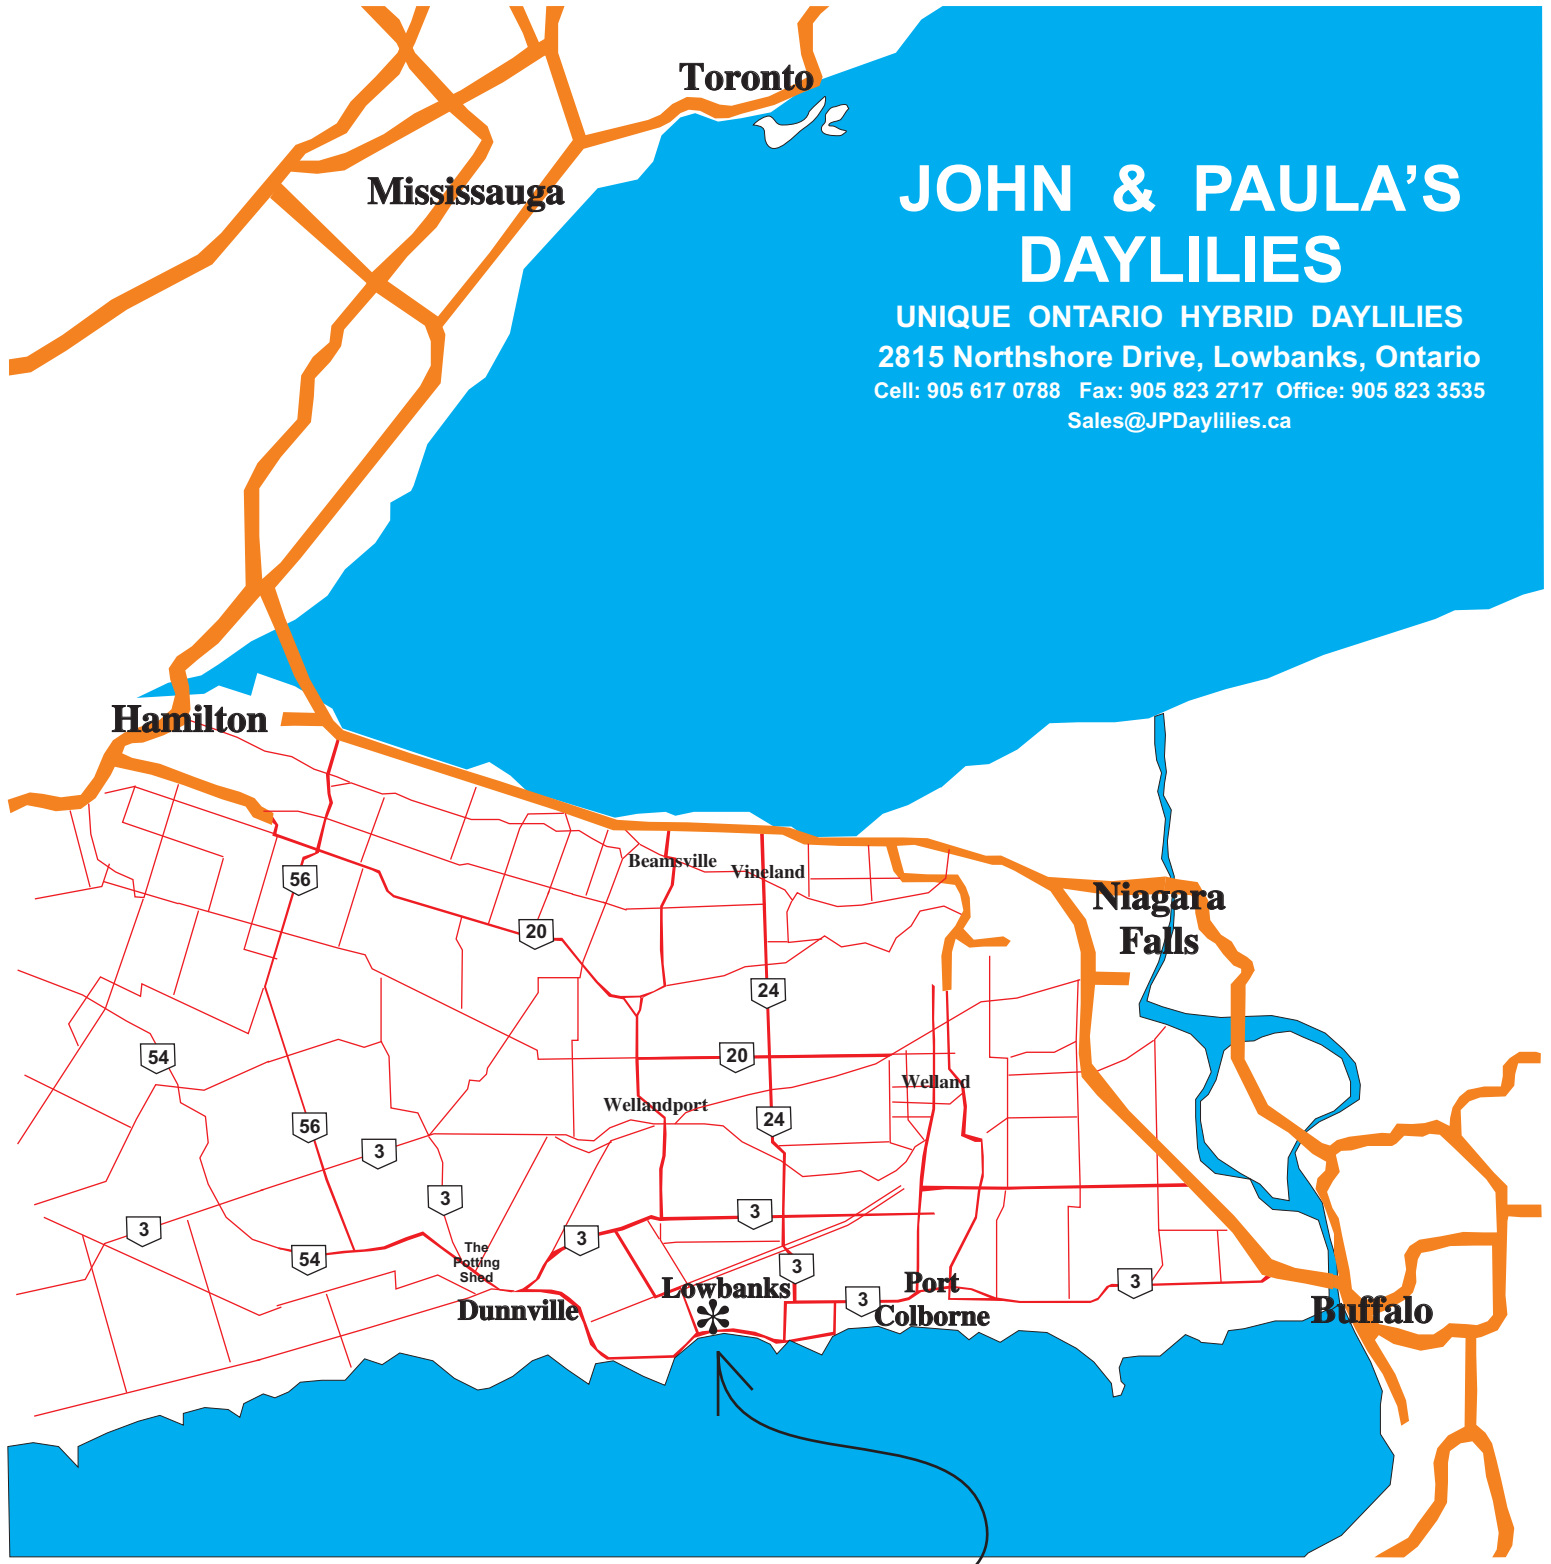 Toronto
Mississauga
JOHN & PAULA'S
DAYLILIES
UNIQUE ONTARIO HYBRID DAYLILIES
2815 Northshore Drive, Lowbanks, Ontario
Cell: 905 617 0788 Fax: 905 823 2717 Office: 905 823 3535
Sales@JPDaylilies.ca
Hamilton
Beamsville
Vineland
56
Niagara
Falls
20
24
54
20
Welland
Wellandport
24
56
3
3
3
3
3
54
The
Potting
Shed
3
3
3
Lowbanks
Port
Colborne
Dunnville
Buffalo